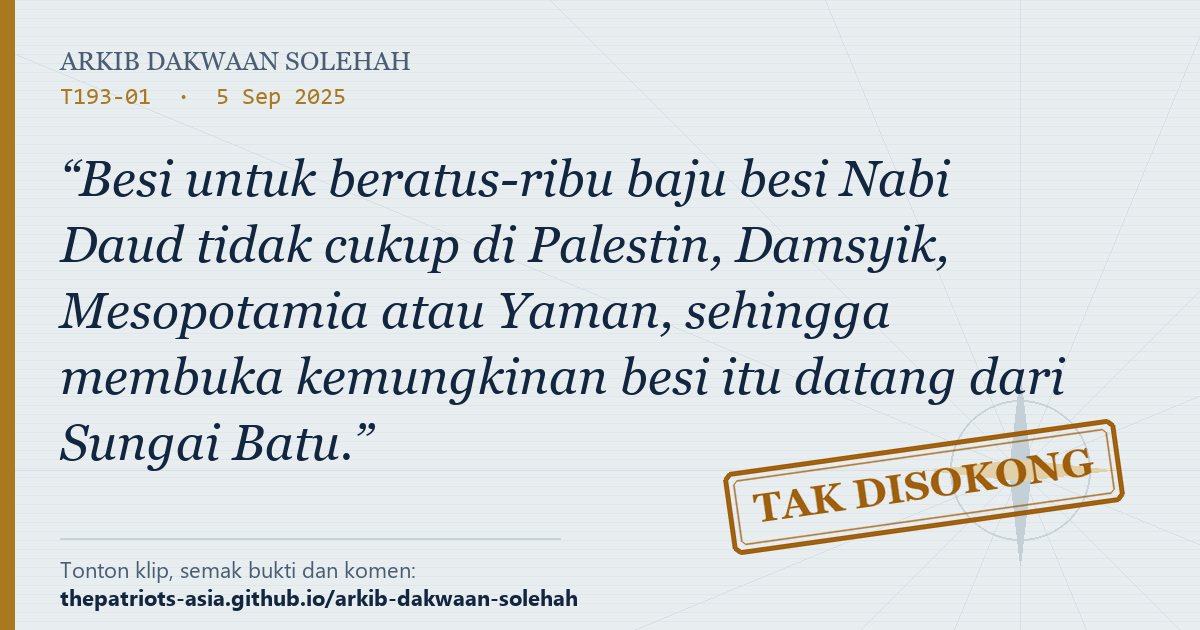 ARKIB DAKWAAN SOLEHAH
T193-01 · 5 Sep 2025
“Besi untuk beratus-ribu baju besi Nabi
Daud tidak cukup di Palestin, Damsyik,
Mesopotamia atau Yaman, sehingga
membuka kemungkinan besi itu datang dari
Sungai Batu.”
TAK DISOKONG
Tonton klip, semak bukti dan komen:
thepatriots-asia.github.io/arkib-dakwaan-solehah